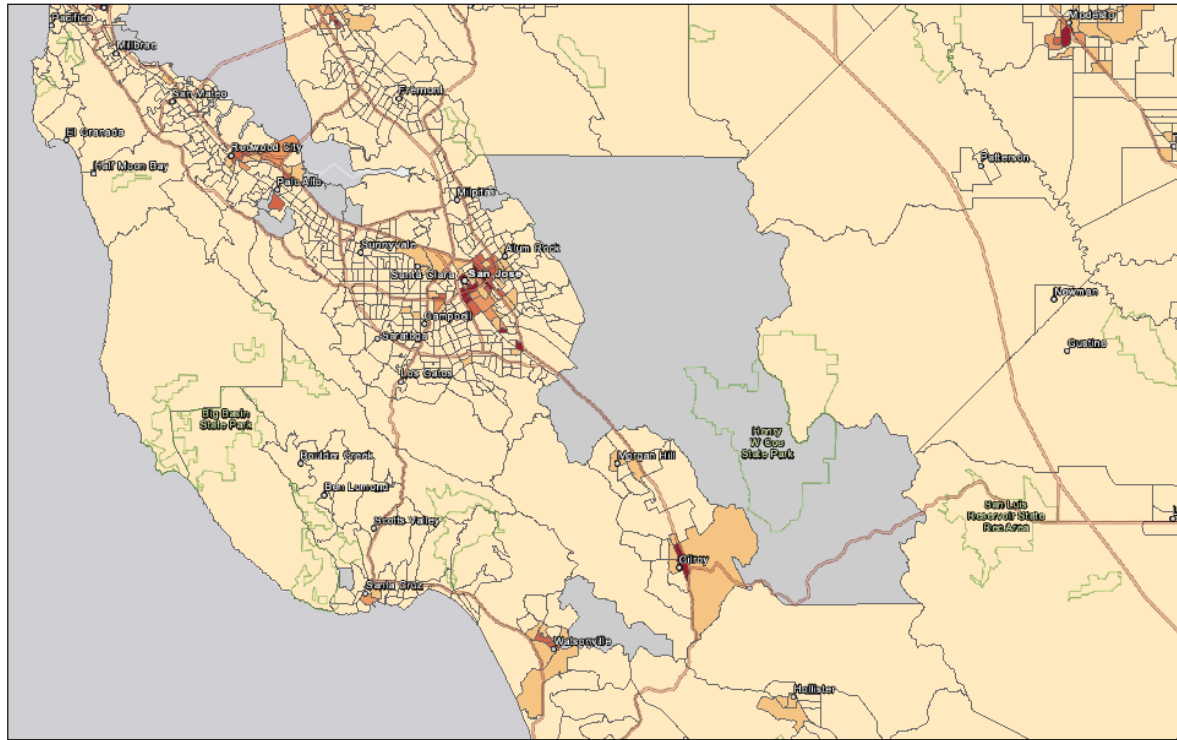 Pacifica
Modesto
Millbrae
San Mateo
Fremont
El Granada
Redwood City
Half Moon Bay
Patterson
Palo Alto
Milpitas
Sunnyvale
Alum Rock
Santa Clara
San Jose
Newman
Campbell
Saratoga
Gustine
Los Gatos
Big Basin
State Park
Henry
W Coe
State Park
Boulder Creek
Morgan Hill
Ben Lomond
San Luis
Reservoir State
Rec Area
Scotts Valley
Gilroy
Santa Cruz
Watsonville
Hollister